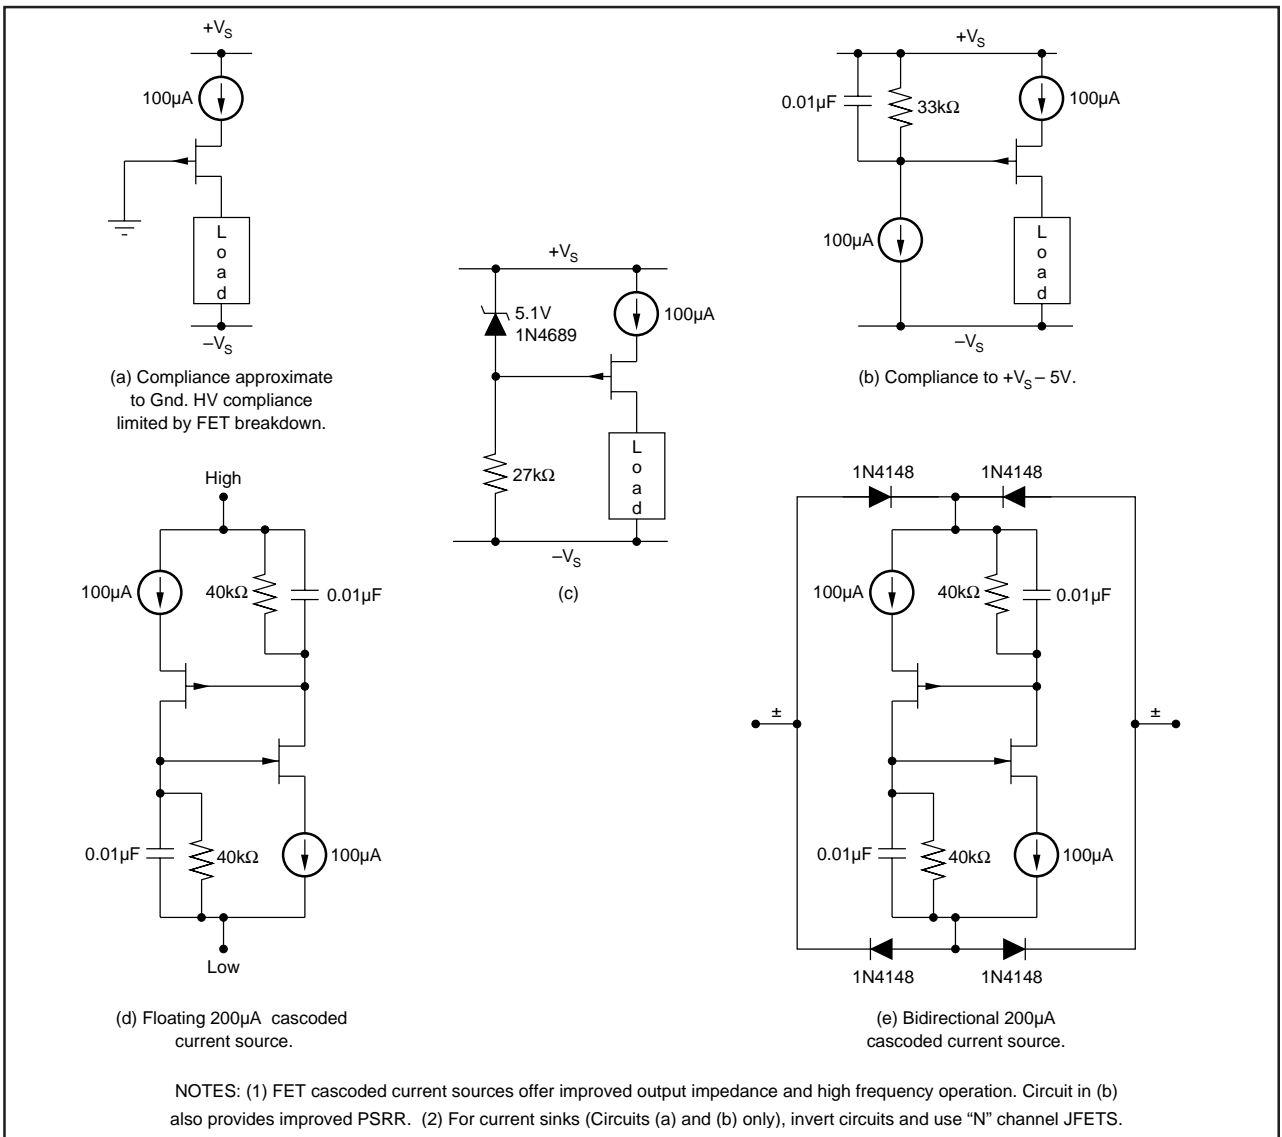 +VS
100µA
L
o
a
d
–VS
(a) Compliance approximate
to Gnd. HV compliance
limited by FET breakdown.
+VS
0.01µF
33kΩ
100µA
100µA
L
o
a
d
–VS
(b) Compliance to +VS – 5V.
+VS
5.1V
1N4689
100µA
27kΩ
L
o
a
d
–VS
(c)
High
100µA
40kΩ
0.01µF
0.01µF
40kΩ
100µA
Low
(d) Floating 200µA cascoded
current source.
1N4148
1N4148
100µA
40kΩ
0.01µF
±
±
0.01µF
40kΩ
100µA
1N4148
1N4148
(e) Bidirectional 200µA
cascoded current source.
NOTES: (1) FET cascoded current sources offer improved output impedance and high frequency operation. Circuit in (b)
also provides improved PSRR. (2) For current sinks (Circuits (a) and (b) only), invert circuits and use “N” channel JFETS.